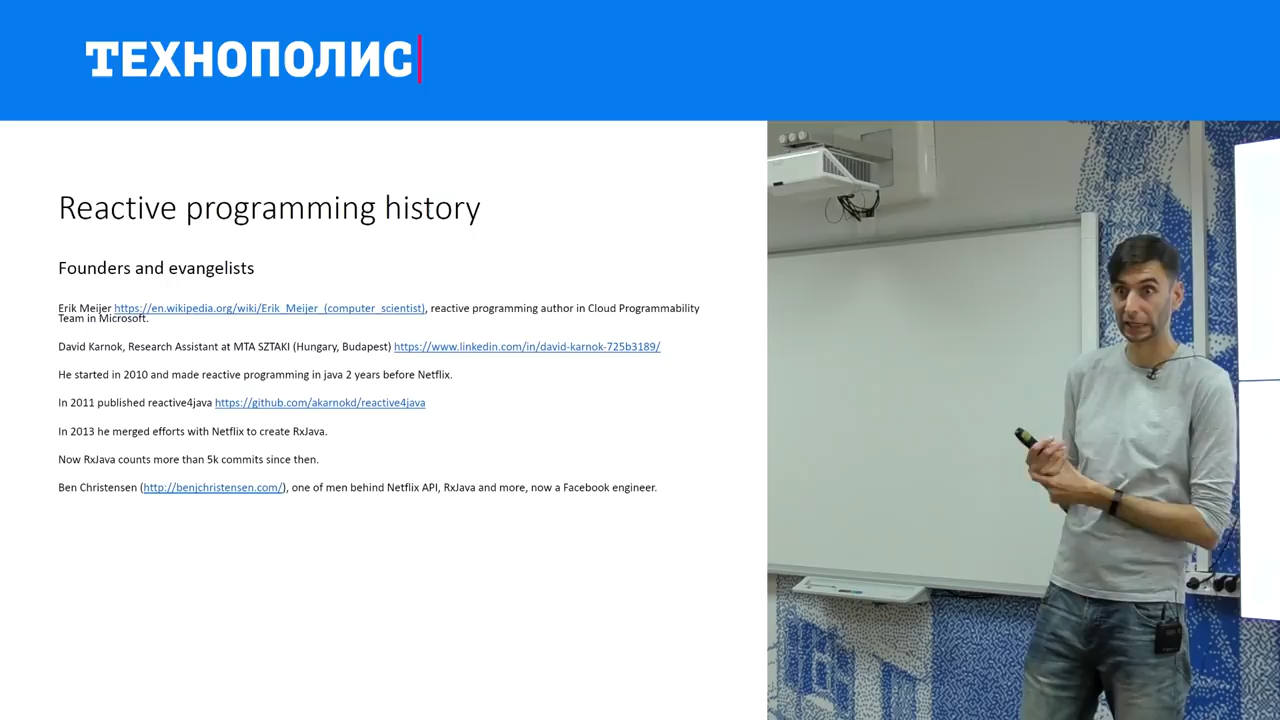 ТЕХНОПОЛИС
Reactive programming history
Founders and evangelists
Erik Meijer https://en.wikipedia.org/wiki/Erik_Meijer_(computer_scientist), reactive programming author in Cloud Programmability
Team in Microsoft.
David Karnok, Research Assistant at MTA SZTAKI (Hungary, Budapest) https://www.linkedin.com/in/david-karnok-725b3189/
He started in 2010 and made reactive programming in java 2 years before Netflix.
In 2011 published reactive4java https://github.com/akarnokd/reactive4java
In 2013 he merged efforts with Netflix to create RxJava.
Now RxJava counts more than 5k commits since then.
Ben Christensen (http://benjchristensen.com/), one of men behind Netflix API, RxJava and more, now a Facebook engineer.